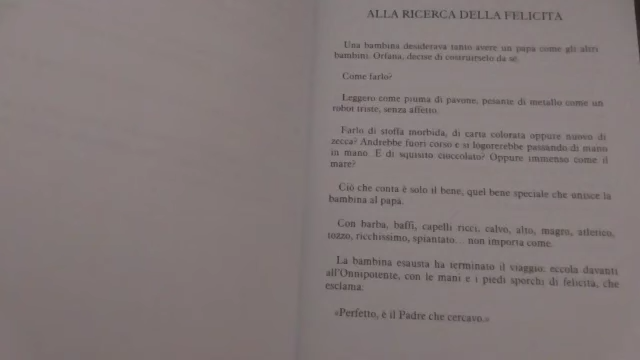 ALLA RICERCA DELLA FELICITÀ
Una bambina desiderava tanto avere un papà come gli altri
bambini. Orfana, decise di costruirselo da sé.
Come farlo?
Leggero come piuma di pavone, pesante di metallo come un
robot triste, senza affetto.
Farlo di stoffa morbida, di carta colorata oppure nuovo di
zecca? Andrebbe fuori corso e si logorerebbe passando di mano
in mano. E di squisito cioccolato? Oppure immenso come il
mare?
Ciò che conta è solo il bene, quel bene speciale che unisce la
bambina al papà.
Con barba, baffi, capelli ricci, calvo, alto, magro, atletico,
tozzo, ricchissimo, spiantato... non importa come.
La bambina esausta ha terminato il viaggio: eccola davanti
all'Onnipotente, con le mani e i piedi sporchi di felicità, che
esclama:
«Perfetto, è il Padre che cercavo.»